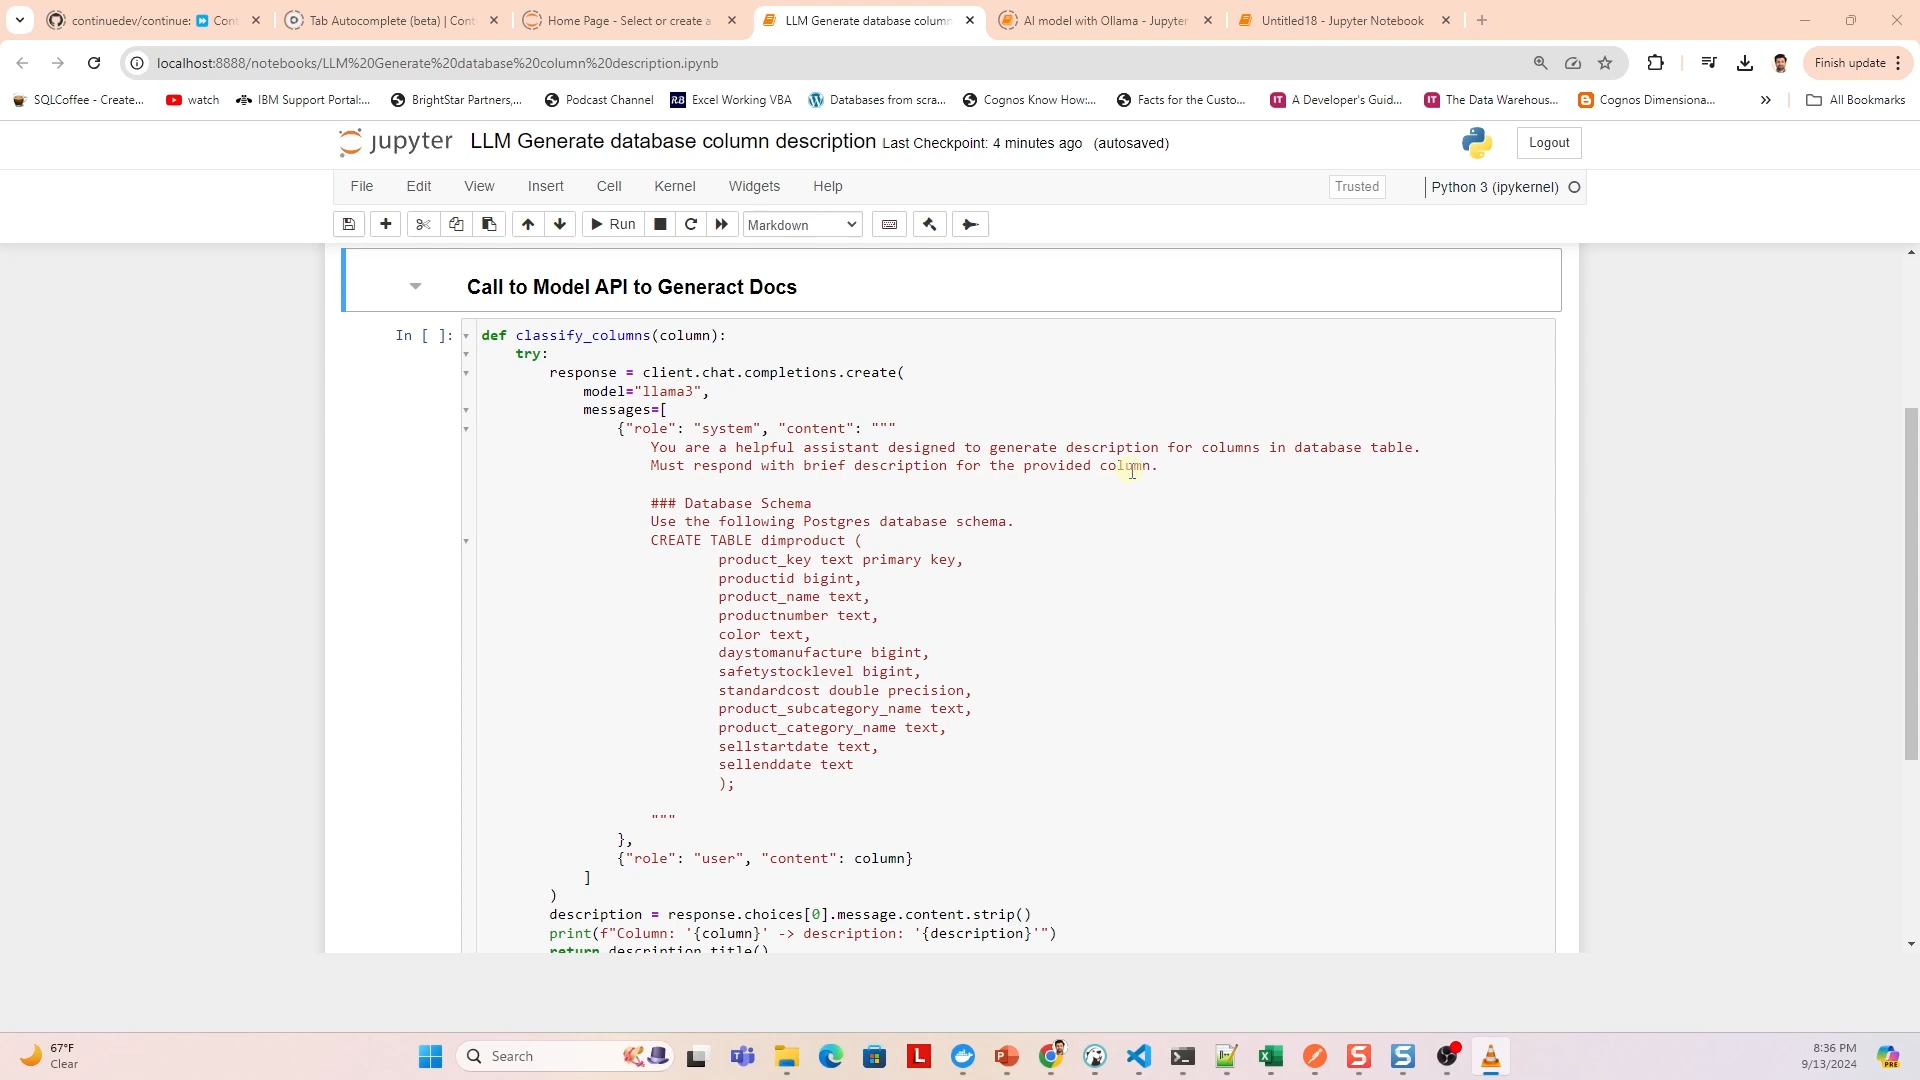 continuedev/continue: ⏩ Cont
Tab Autocomplete (beta) | Cont
Home Page - Select or create a
LLM Generate database column
AI model with Ollama - Jupyter
Untitled18 - Jupyter Notebook
localhost:8888/notebooks/LLM%20Generate%20database%20column%20description.ipynb
Finish update
SQLCoffee - Create...
watch
IBM Support Portal:...
BrightStar Partners,...
Podcast Channel
Excel Working VBA
Databases from scra...
Cognos Know How:...
Facts for the Custo...
A Developer's Guid...
The Data Warehous...
Cognos Dimensiona...
»
All Bookmarks
jupyter
LLM Generate database column description Last Checkpoint: 4 minutes ago (autosaved)
Logout
File
Edit
View
Insert
Cell
Kernel
Widgets
Help
Trusted
Python 3 (ipykernel)
Run
Markdown
Call to Model API to Generact Docs
In [ ]:
def classify_columns(column):
try:
response = client.chat.completions.create(
model="llama3",
messages=[
{"role": "system", "content": """
You are a helpful assistant designed to generate description for columns in database table.
Must respond with brief description for the provided column.
### Database Schema
Use the following Postgres database schema.
CREATE TABLE dimproduct (
product_key text primary key,
productid bigint,
product_name text,
productnumber text,
color text,
daystomanufacture bigint,
safetystocklevel bigint,
standardcost double precision,
product_subcategory_name text,
product_category_name text,
sellstartdate text,
sellenddate text
);
"""
},
{"role": "user", "content": column}
]
)
description = response.choices[0].message.content.strip()
print(f"Column: '{column}' -> description: '{description}'")
return description.title()
67°F
Clear
Search
8:36 PM
9/13/2024